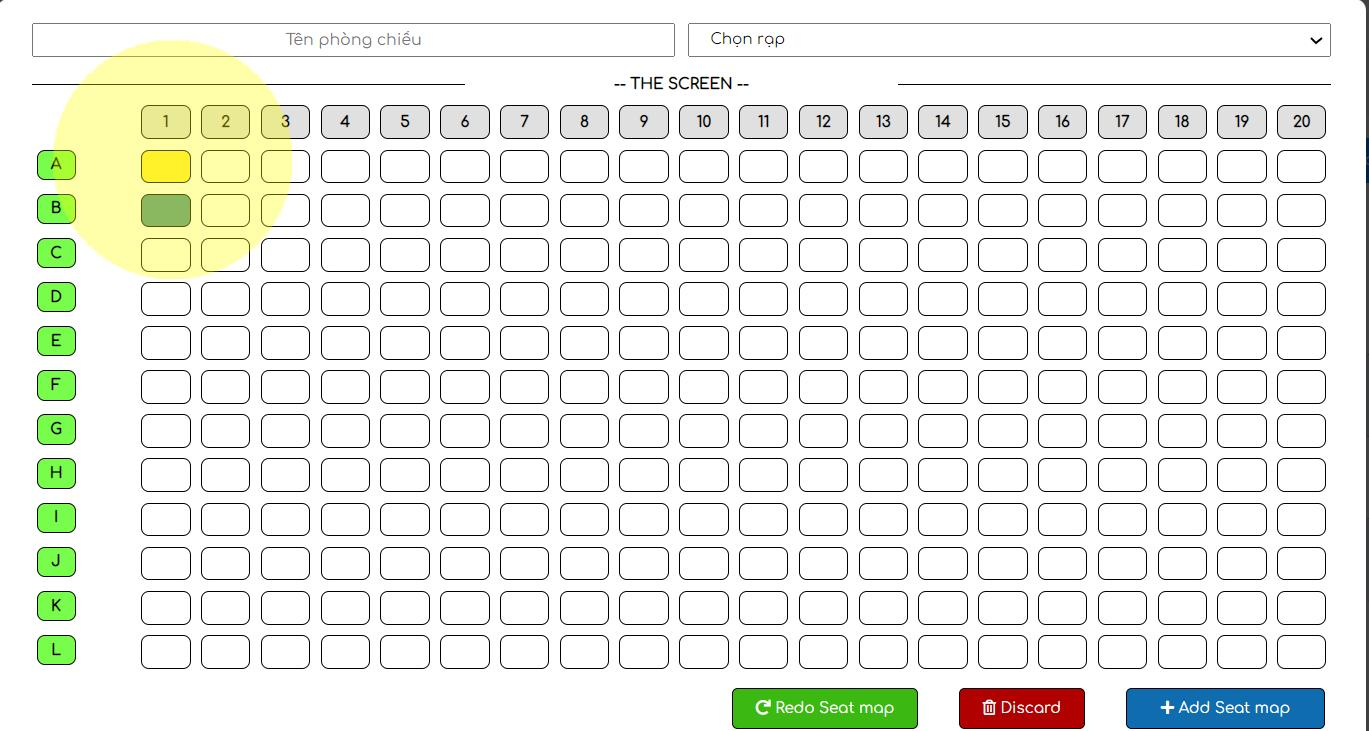 Tên phòng chiếu Chọn rạp
-- THE SCREEN --
1 2 3 4 5 6 7 8 9 10 11 12 13 14 15 16 17 18 19 20
A
B
C
D
E
F
G
H
I
J
K
L
Redo Seat map Discard Add Seat map